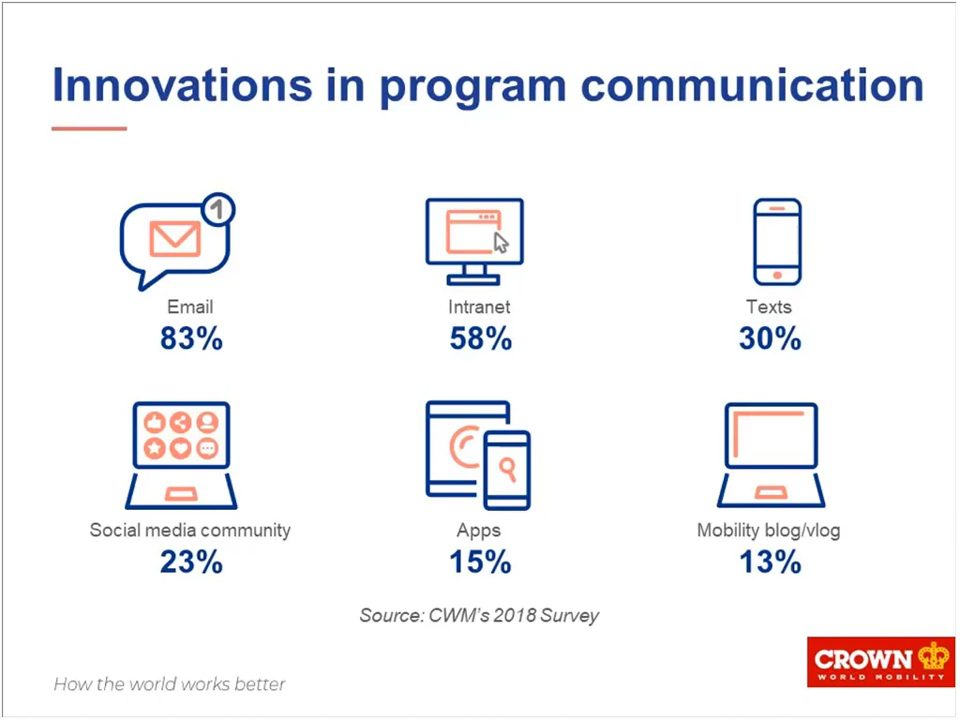 Innovations in program communication
1
Email
83%
Intranet
58%
Texts
30%
Social media community
23%
Apps
15%
Mobility blog/vlog
13%
Source: CWM's 2018 Survey
How the world works better
CROWN
WORLD MOBILITY